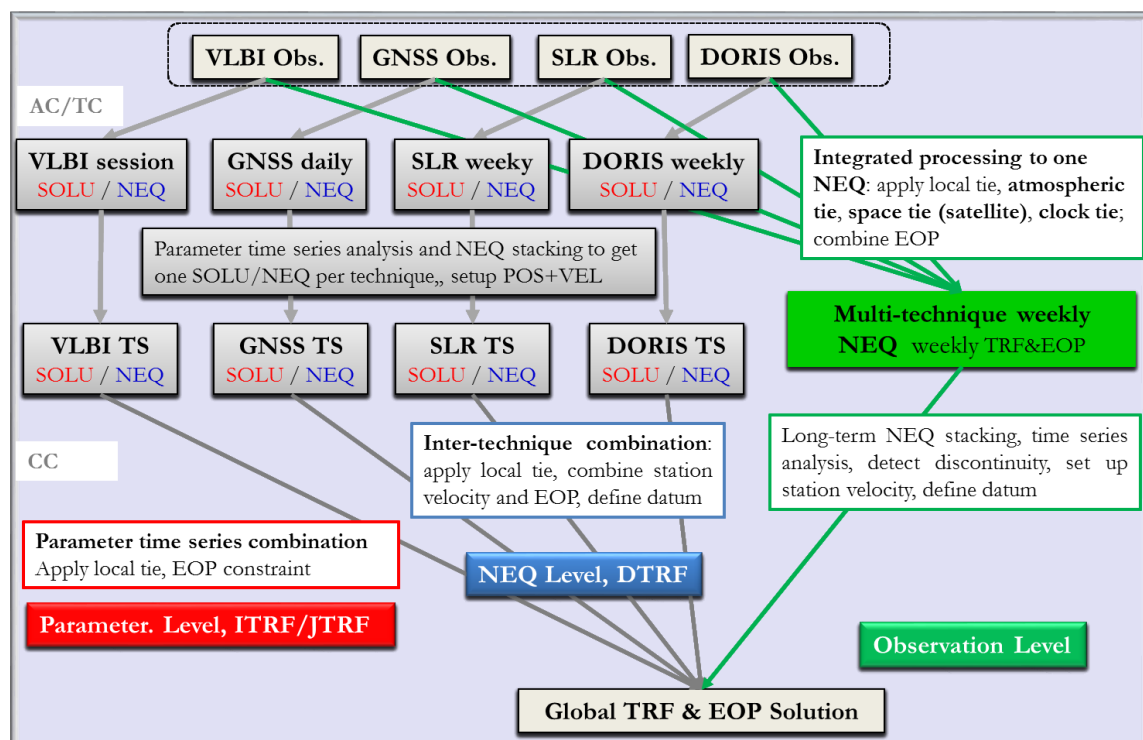 VLBI Obs.
GNSS Obs.
SLR Obs.
DORIS Obs.
AC/TC
VLBI session
SOLU / NEQ
GNSS daily
SOLU / NEQ
SLR weeky
SOLU / NEQ
DORIS weekly
SOLU / NEQ
Integrated processing to one
NEQ: apply local tie, atmospheric
tie, space tie (satellite), clock tie;
combine EOP
Parameter time series analysis and NEQ stacking to get
one SOLU/NEQ per technique,, setup POS+VEL
Multi-technique weekly
NEQ weekly TRF&EOP
VLBI TS
SOLU / NEQ
GNSS TS
SOLU / NEQ
SLR TS
SOLU / NEQ
DORIS TS
SOLU / NEQ
CC
Inter-technique combination:
apply local tie, combine station
velocity and EOP, define datum
Long-term NEQ stacking, time series
analysis, detect discontinuity, set up
station velocity, define datum
Parameter time series combination
Apply local tie, EOP constraint
NEQ Level, DTRF
Parameter. Level, ITRF/JTRF
Observation Level
Global TRF & EOP Solution